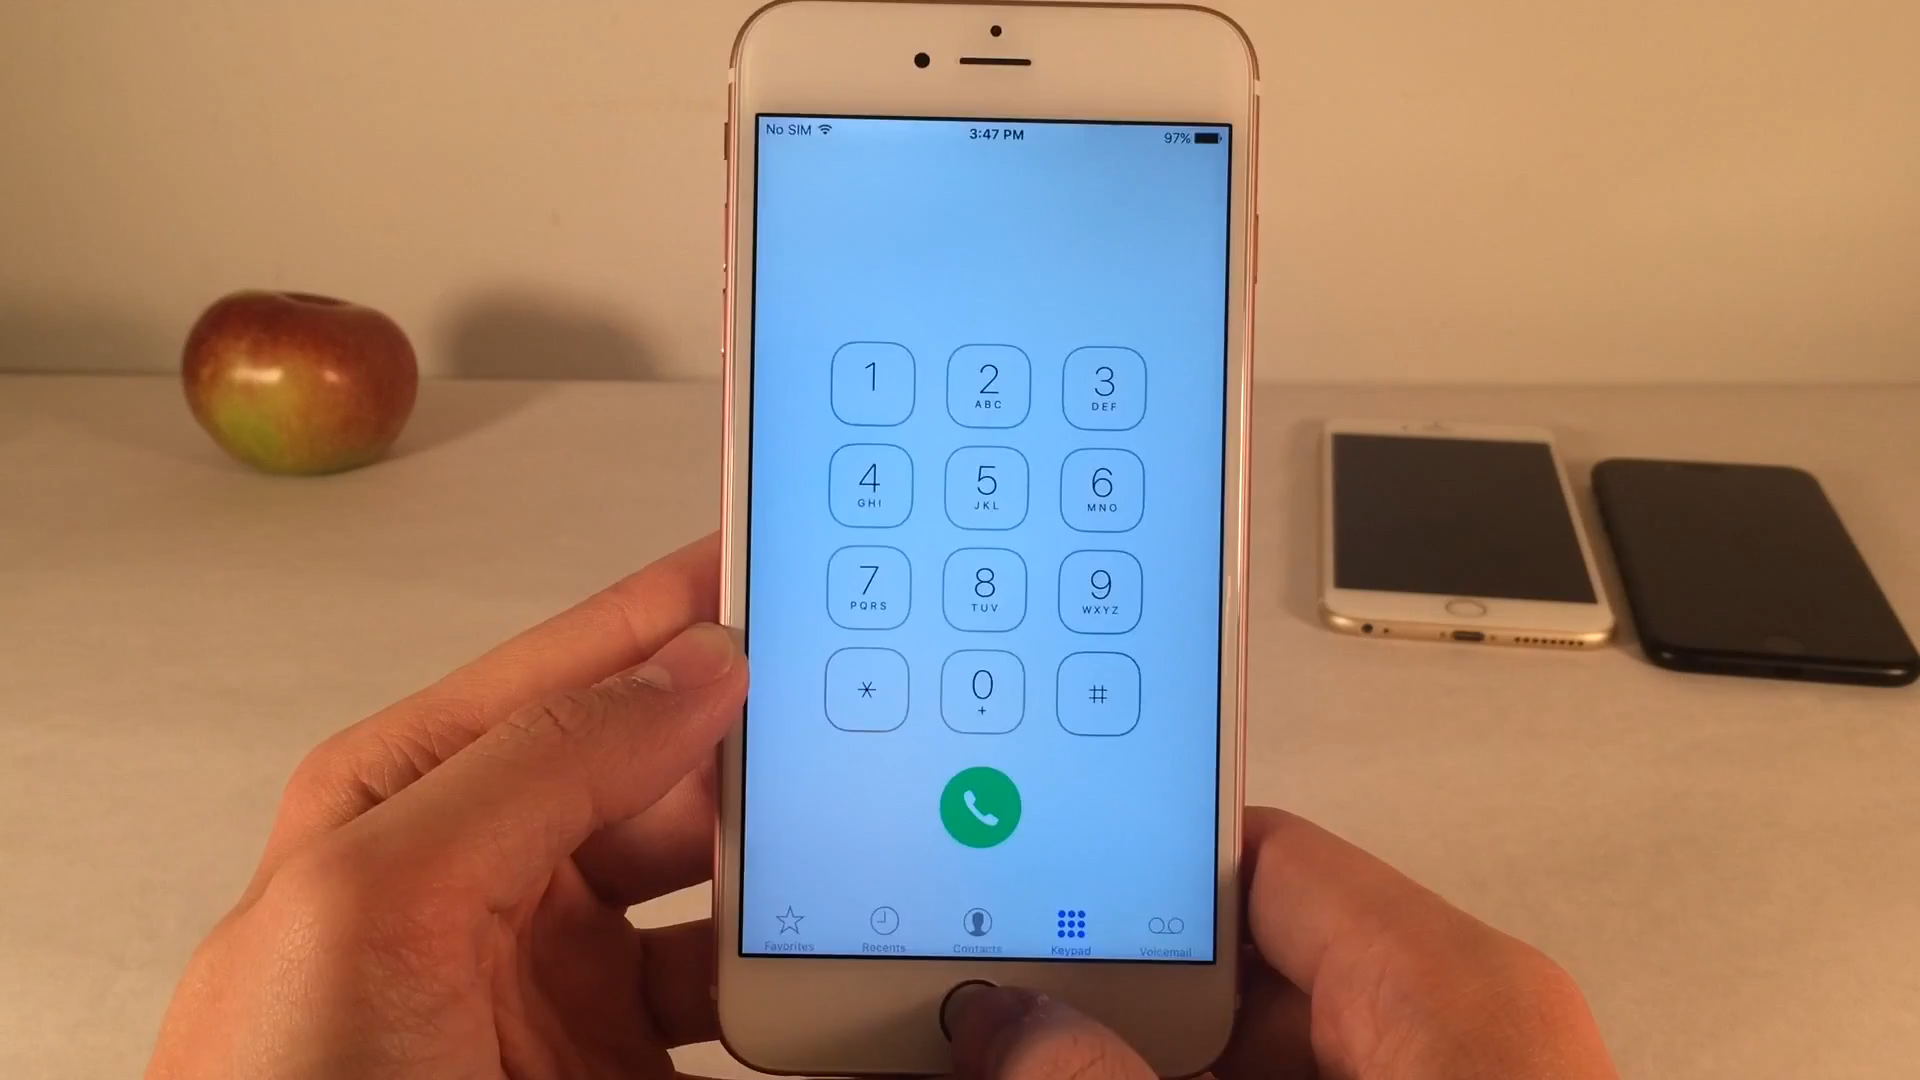 No SIM 3:47 PM 97%
1 2 3
ABC DEF
4 5 6
GHI JKL MNO
7 8 9
PQRS TUV WXYZ
* 0 #
+
Favorites Recents Contacts Keypad Voicemail